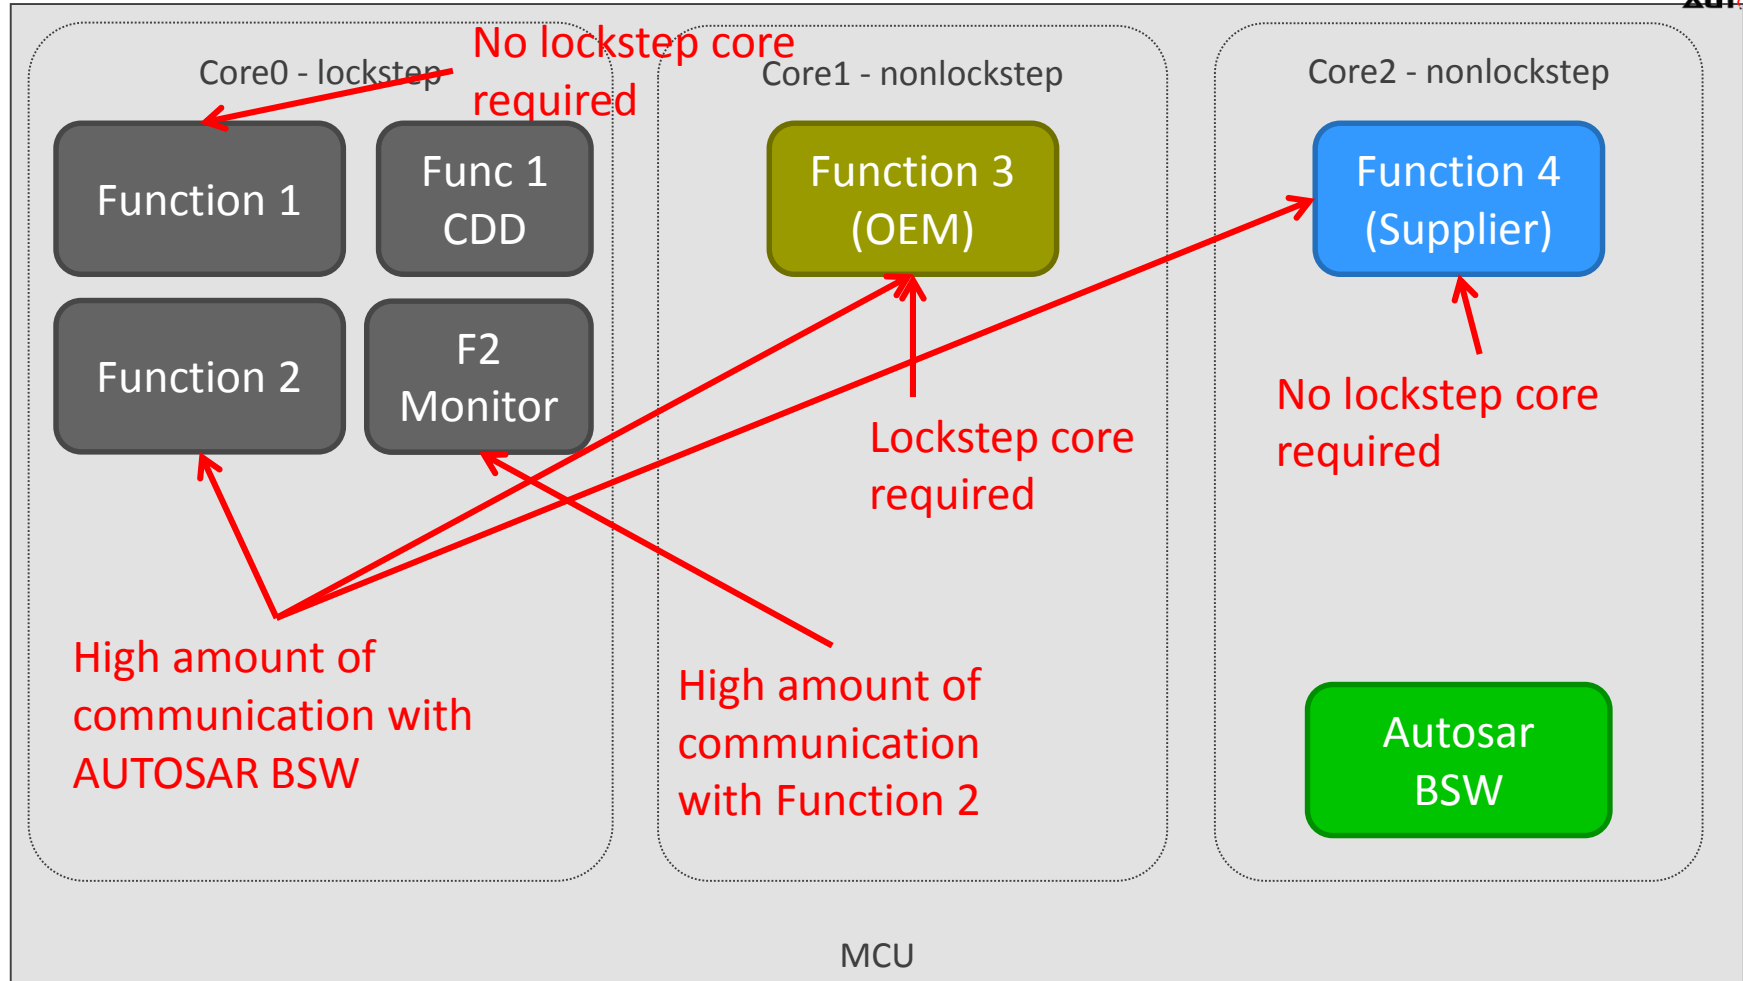 No lockstep core
required
Core0 - lockstep
Core1 - nonlockstep
Core2 - nonlockstep
Function 1
Func 1
CDD
Function 3
(OEM)
Function 4
(Supplier)
Function 2
F2
Monitor
Lockstep core
required
No lockstep core
required
High amount of
communication with
AUTOSAR BSW
High amount of
communication
with Function 2
Autosar
BSW
MCU